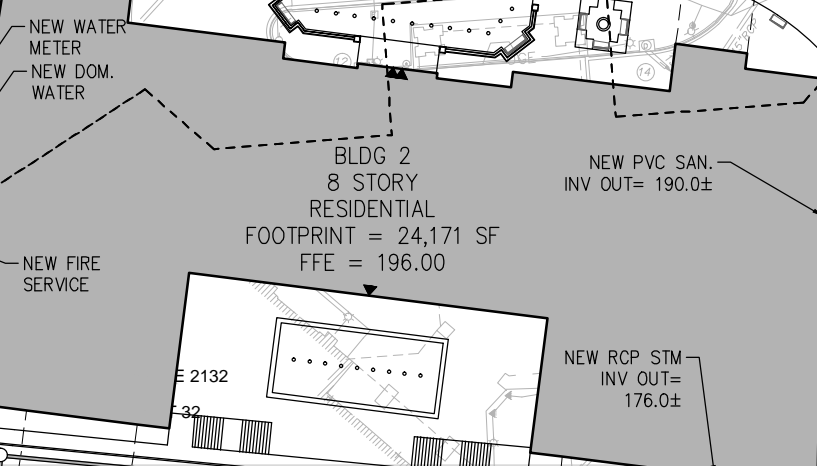 NEW WATER
METER
NEW DOM.
WATER
12
14
BLDG 2
8 STORY
RESIDENTIAL
FOOTPRINT = 24,171 SF
FFE = 196.00
NEW PVC SAN.
INV OUT= 190.0±
NEW FIRE
SERVICE
NEW RCP STM
INV OUT=
176.0±
E 2132
32